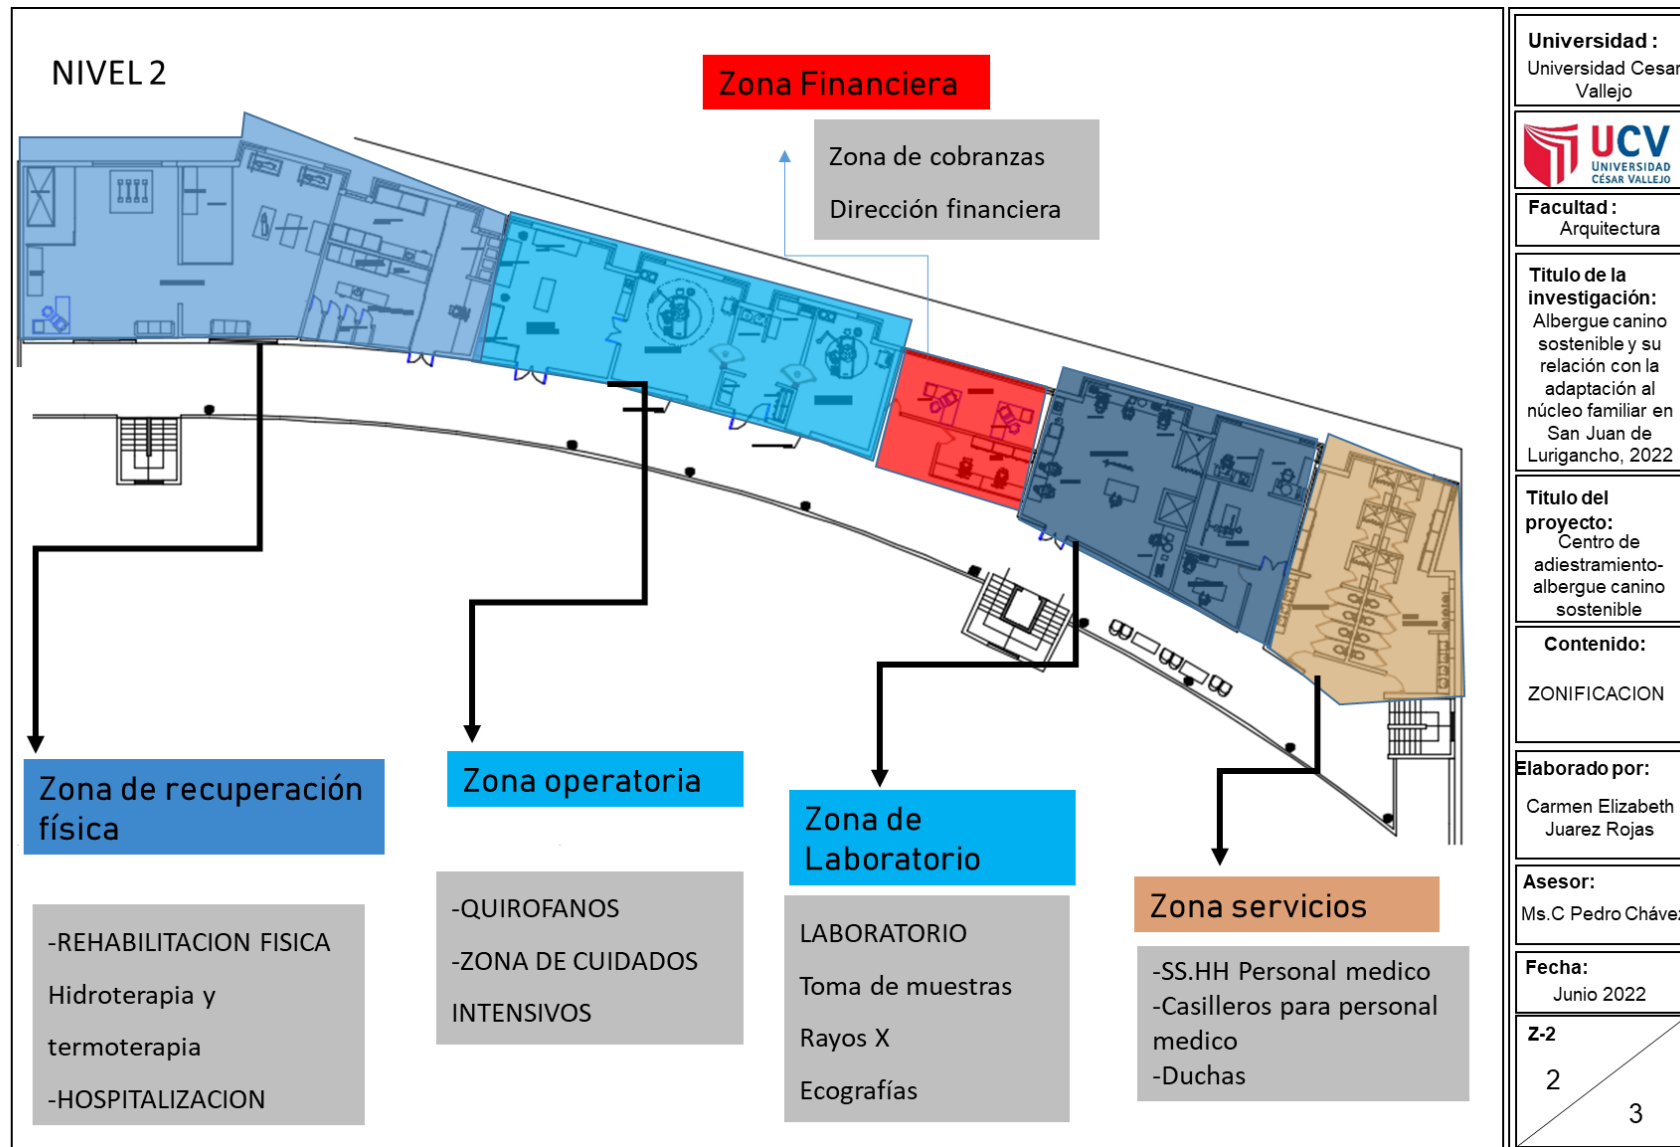 NIVEL 2
Zona Financiera
Zona de cobranzas
Dirección financiera
Zona de recuperación
física
-REHABILITACION FISICA
Hidroterapia y
termoterapia
-HOSPITALIZACION
Zona operatoria
-QUIROFANOS
-ZONA DE CUIDADOS
INTENSIVOS
Zona de
Laboratorio
LABORATORIO
Toma de muestras
Rayos X
Ecografías
Zona servicios
-SS.HH Personal medico
-Casilleros para personal
medico
-Duchas
Universidad :
Universidad Cesar
Vallejo
UCV
UNIVERSIDAD
CÉSAR VALLEJO
Facultad :
Arquitectura
Titulo de la
investigación:
Albergue canino
sostenible y su
relación con la
adaptación al
núcleo familiar en
San Juan de
Lurigancho, 2022
Titulo del
proyecto:
Centro de
adiestramiento-
albergue canino
sostenible
Contenido:
ZONIFICACION
Elaborado por:
Carmen Elizabeth
Juarez Rojas
Asesor:
Ms.C Pedro Chávez
Fecha:
Junio 2022
Z-2
2
3